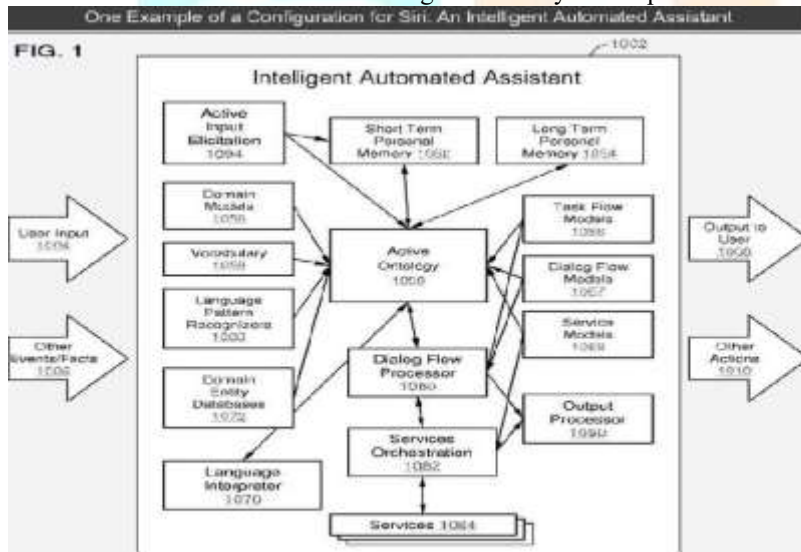 One Example of a Configuration for Siri: An Intelligent Automated Assistant
FIG. 1
1002
Intelligent Automated Assistant
Active
Input
Elicitation
1094
Short Term
Personal
Memory
Long Term
Personal
Memory 1054
User Input
Domain
Models
1056
Vocabulary
1058
Language
Pattern
Recognizers
Domain
Entity
Databases
1072
Other
Events/Facts
Active
Ontology
1050
Task Flow
Models
Dialog Flow
Models
Service
Models
Output to
User
Other
Actions
Dialog Flow
Processor
1080
Output
Processor
1090
Services
Orchestration
1082
Language
Interpreter
1070
Services 1084